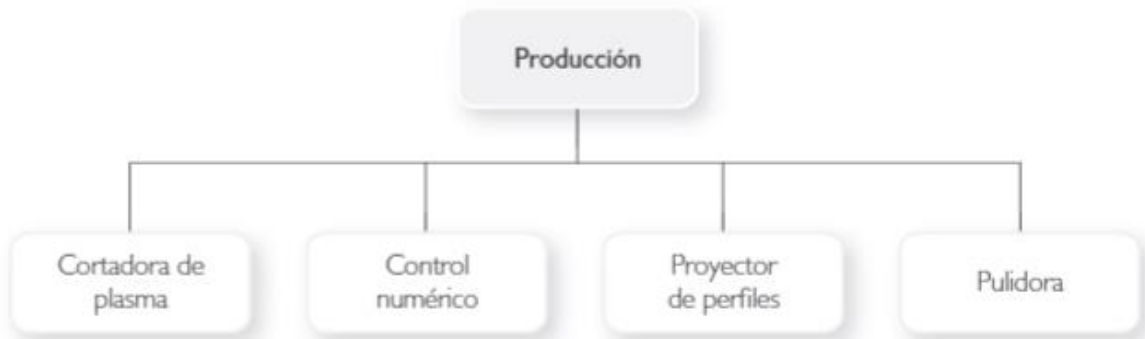 Producción
Cortadora de
plasma
Control
numérico
Proyector
de perfiles
Pulidora